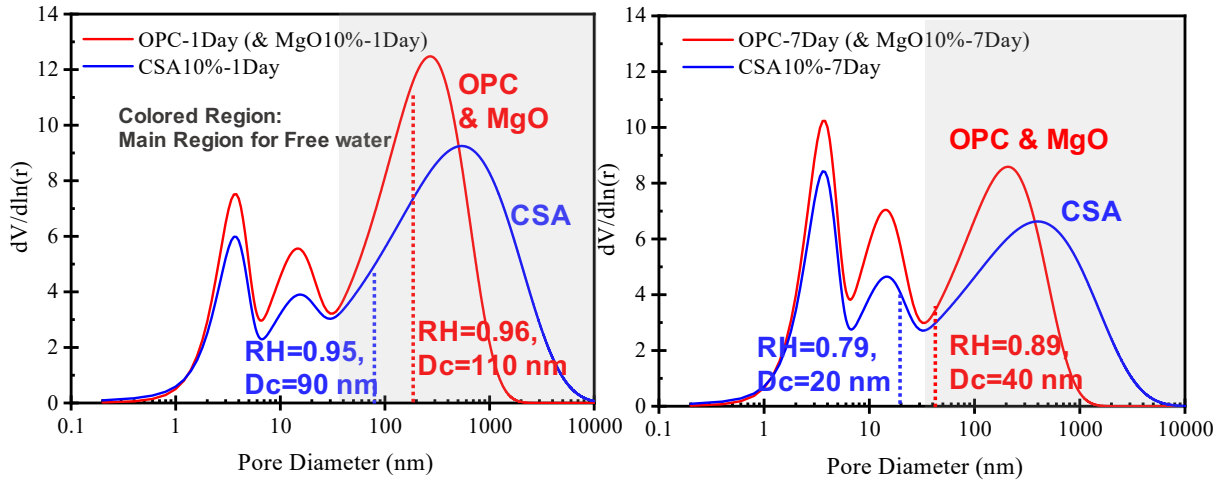 14
12
10
8
6
4
2
0
dV/dln(r)
OPC-1Day (& MgO10%-1Day)
CSA10%-1Day
Colored Region:
Main Region for Free water
OPC
& MgO
CSA
RH=0.95,
Dc=90 nm
RH=0.96,
Dc=110 nm
0.1 1 10 100 1000 10000
Pore Diameter (nm)
14
12
10
8
6
4
2
0
dV/dln(r)
OPC-7Day (& MgO10%-7Day)
CSA10%-7Day
OPC & MgO
CSA
RH=0.79,
Dc=20 nm
RH=0.89,
Dc=40 nm
0.1 1 10 100 1000 10000
Pore Diameter (nm)